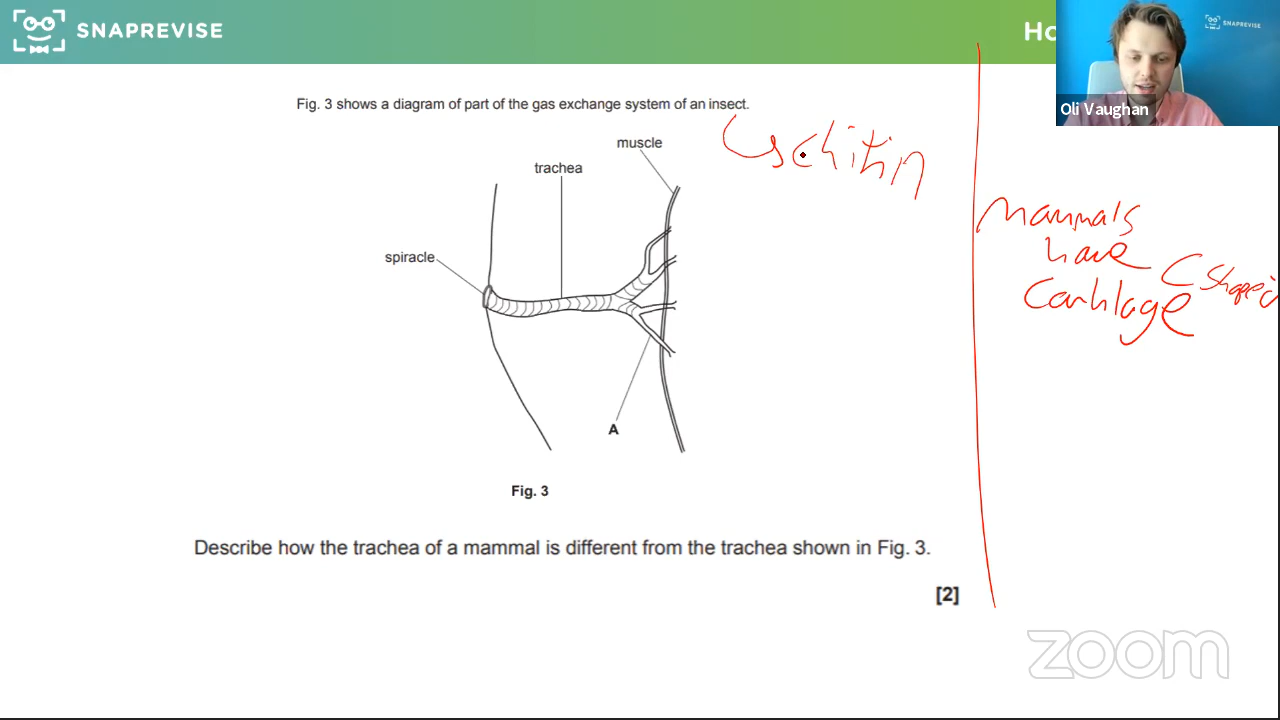 SNAPREVISE
Ho
SNAPREVISE
Oli Vaughan
Fig. 3 shows a diagram of part of the gas exchange system of an insect.
chitin
muscle
trachea
spiracle
mammals
have
C shaped
Cartilage
A
Fig. 3
Describe how the trachea of a mammal is different from the trachea shown in Fig. 3.
[2]
zoom